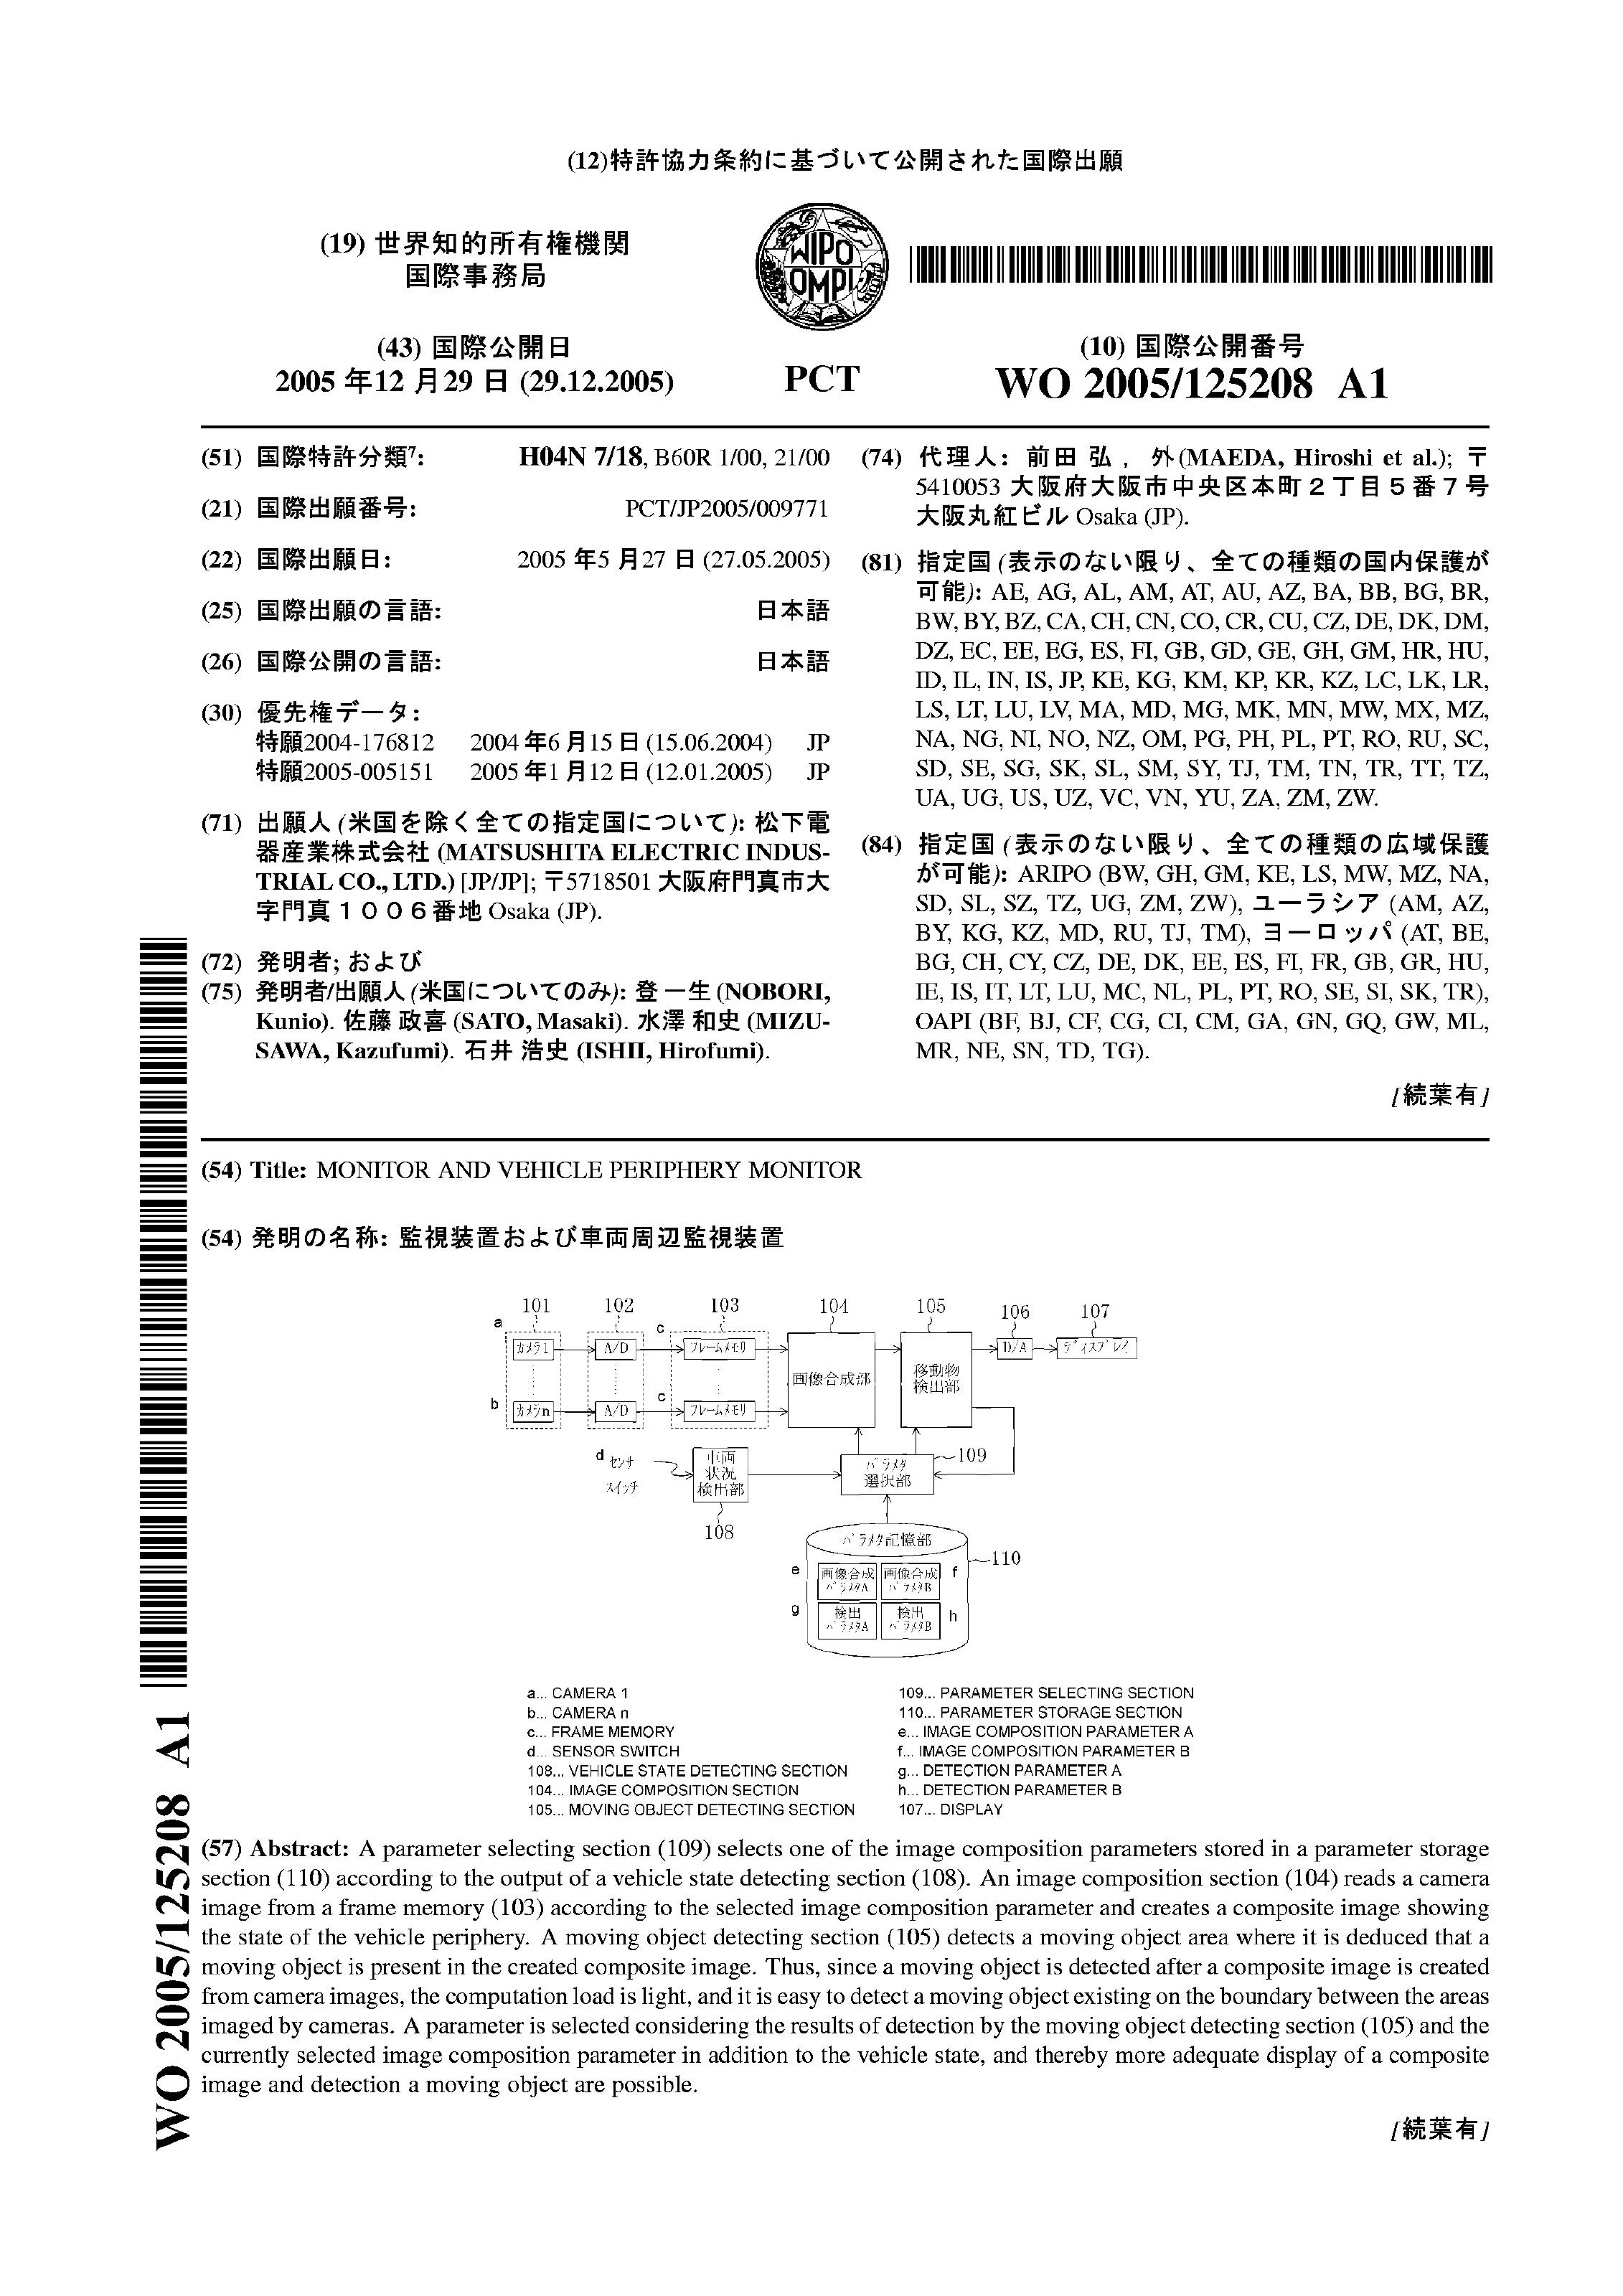 (12)特許協力条約に基づいて公開された国際出願
(19) 世界知的所有権機関
国際事務局
WIPO
OMPI
(43) 国際公開日
2005 年12 月29 日 (29.12.2005)
PCT
(10) 国際公開番号
WO 2005/125208 A1
(51) 国際特許分類7: H04N 7/18, B60R 1/00, 21/00
(21) 国際出願番号: PCT/JP2005/009771
(22) 国際出願日: 2005 年5 月27 日 (27.05.2005)
(25) 国際出願の言語: 日本語
(26) 国際公開の言語: 日本語
(30) 優先権データ:
特願2004-176812 2004 年6 月15 日 (15.06.2004) JP
特願2005-005151 2005 年1 月12 日 (12.01.2005) JP
(71) 出願人 (米国を除く全ての指定国について): 松下電
器産業株式会社 (MATSUSHITA ELECTRIC INDUS-
TRIAL CO., LTD.) [JP/JP]; 〒5718501 大阪府門真市大
字門真１００６番地 Osaka (JP).
(72) 発明者; および
(75) 発明者/出願人 (米国についてのみ): 登 一生 (NOBORI,
Kunio). 佐藤 政喜 (SATO, Masaki). 水澤 和史 (MIZU-
SAWA, Kazufumi). 石井 浩史 (ISHII, Hirofumi).
(74) 代理人: 前田 弘, 外(MAEDA, Hiroshi et al.); 〒
5410053 大阪府大阪市中央区本町２丁目５番７号
大阪丸紅ビル Osaka (JP).
(81) 指定国 (表示のない限り、全ての種類の国内保護が
可能): AE, AG, AL, AM, AT, AU, AZ, BA, BB, BG, BR,
BW, BY, BZ, CA, CH, CN, CO, CR, CU, CZ, DE, DK, DM,
DZ, EC, EE, EG, ES, FI, GB, GD, GE, GH, GM, HR, HU,
ID, IL, IN, IS, JP, KE, KG, KM, KP, KR, KZ, LC, LK, LR,
LS, LT, LU, LV, MA, MD, MG, MK, MN, MW, MX, MZ,
NA, NG, NI, NO, NZ, OM, PG, PH, PL, PT, RO, RU, SC,
SD, SE, SG, SK, SL, SM, SY, TJ, TM, TN, TR, TT, TZ,
UA, UG, US, UZ, VC, VN, YU, ZA, ZM, ZW.
(84) 指定国 (表示のない限り、全ての種類の広域保護
が可能): ARIPO (BW, GH, GM, KE, LS, MW, MZ, NA,
SD, SL, SZ, TZ, UG, ZM, ZW), ユーラシア (AM, AZ,
BY, KG, KZ, MD, RU, TJ, TM), ヨーロッパ (AT, BE,
BG, CH, CY, CZ, DE, DK, EE, ES, FI, FR, GB, GR, HU,
IE, IS, IT, LT, LU, MC, NL, PL, PT, RO, SE, SI, SK, TR),
OAPI (BF, BJ, CF, CG, CI, CM, GA, GN, GQ, GW, ML,
MR, NE, SN, TD, TG).
[続葉有]
(54) Title: MONITOR AND VEHICLE PERIPHERY MONITOR
(54) 発明の名称: 監視装置および車両周辺監視装置
101 102 103 104 105 106 107
a c
カメラ1 A/D フレームメモリ D/A ディスプレイ
画像合成部
移動物
検出部
b c
カメラn A/D フレームメモリ
d センサ
スイッチ
車両
状況
検出部
108
パラメタ
選択部
109
パラメタ記憶部
110
e 画像合成 画像合成 f
パラメタA パラメタB
g 検出 検出 h
パラメタA パラメタB
a... CAMERA 1
b... CAMERA n
c... FRAME MEMORY
d... SENSOR SWITCH
108... VEHICLE STATE DETECTING SECTION
104... IMAGE COMPOSITION SECTION
105... MOVING OBJECT DETECTING SECTION
109... PARAMETER SELECTING SECTION
110... PARAMETER STORAGE SECTION
e... IMAGE COMPOSITION PARAMETER A
f... IMAGE COMPOSITION PARAMETER B
g... DETECTION PARAMETER A
h... DETECTION PARAMETER B
107... DISPLAY
(57) Abstract: A parameter selecting section (109) selects one of the image composition parameters stored in a parameter storage
section (110) according to the output of a vehicle state detecting section (108). An image composition section (104) reads a camera
image from a frame memory (103) according to the selected image composition parameter and creates a composite image showing
the state of the vehicle periphery. A moving object detecting section (105) detects a moving object area where it is deduced that a
moving object is present in the created composite image. Thus, since a moving object is detected after a composite image is created
from camera images, the computation load is light, and it is easy to detect a moving object existing on the boundary between the areas
imaged by cameras. A parameter is selected considering the results of detection by the moving object detecting section (105) and the
currently selected image composition parameter in addition to the vehicle state, and thereby more adequate display of a composite
image and detection a moving object are possible.
[続葉有]
WO 2005/125208 A1